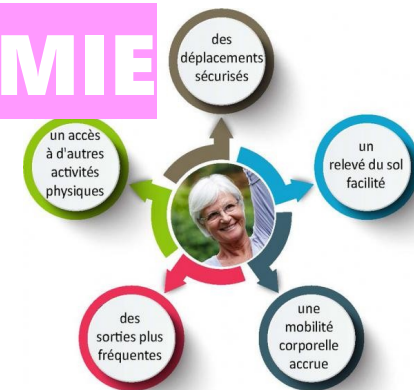 MIE
des
déplacements
sécurisés
un accès
à d'autres
activités
physiques
un
relevé du sol
facilité
des
sorties plus
fréquentes
une
mobilité
corporelle
accrue